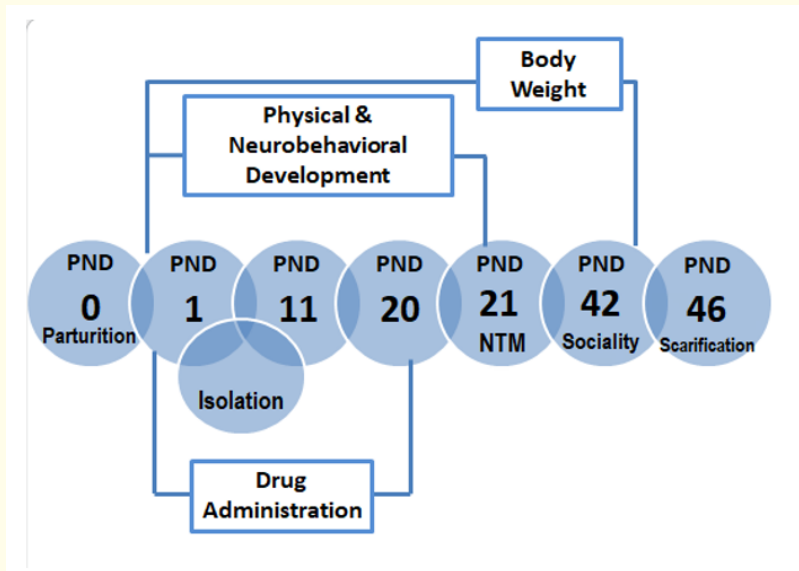 Body
Weight
Physical &
Neurobehavioral
Development
PND PND PND PND PND PND PND
0 1 11 20 21 42 46
Parturition NTM Sociality Scarification
Isolation
Drug
Administration